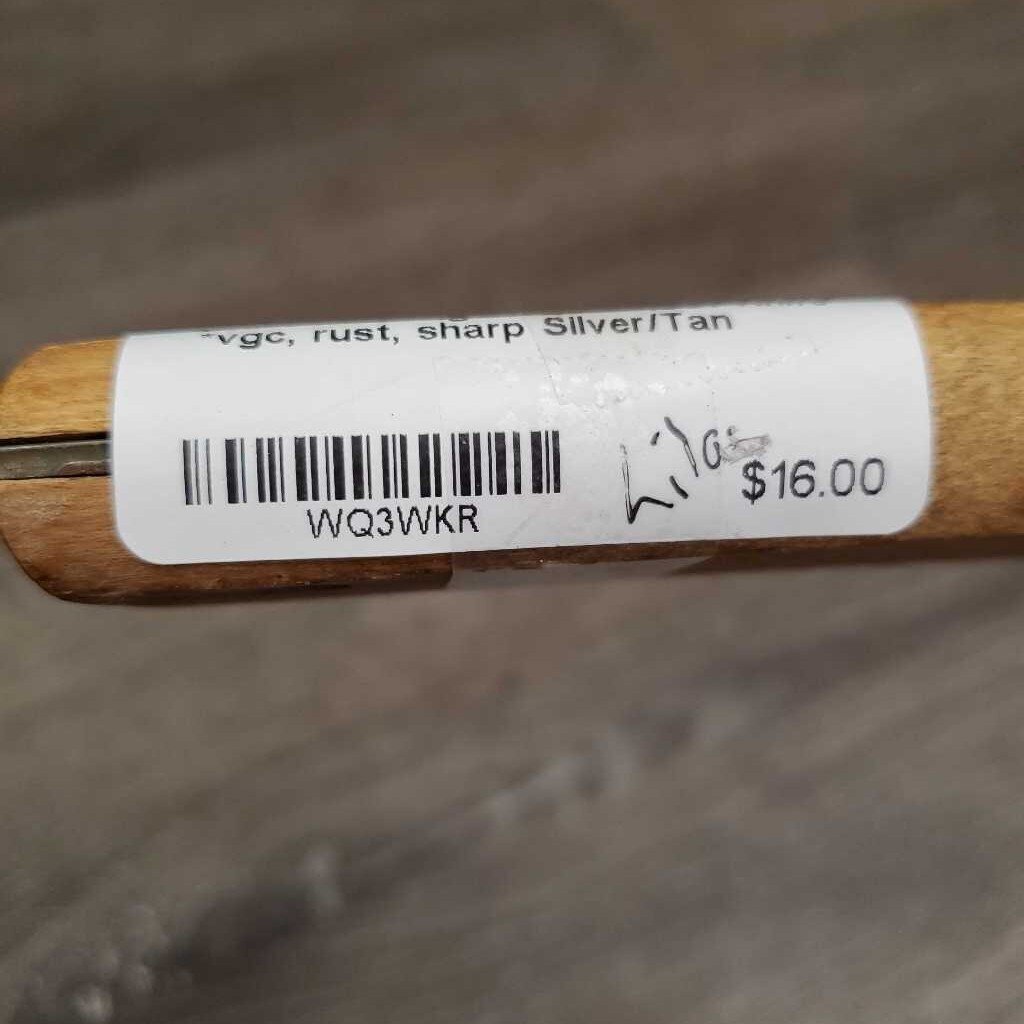 *vgc, rust, sharp Silver/Tan
$16.00
WQ3WKR